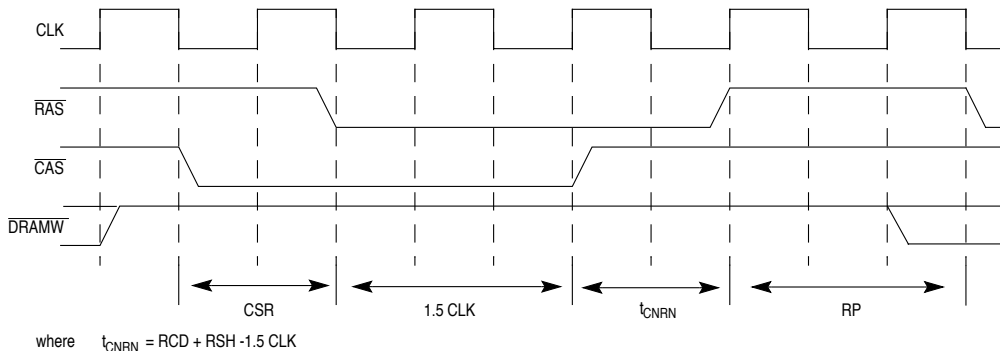 CLK
RAS
CAS
DRAMW
CSR 1.5 CLK tCNRN RP
where tCNRN = RCD + RSH -1.5 CLK